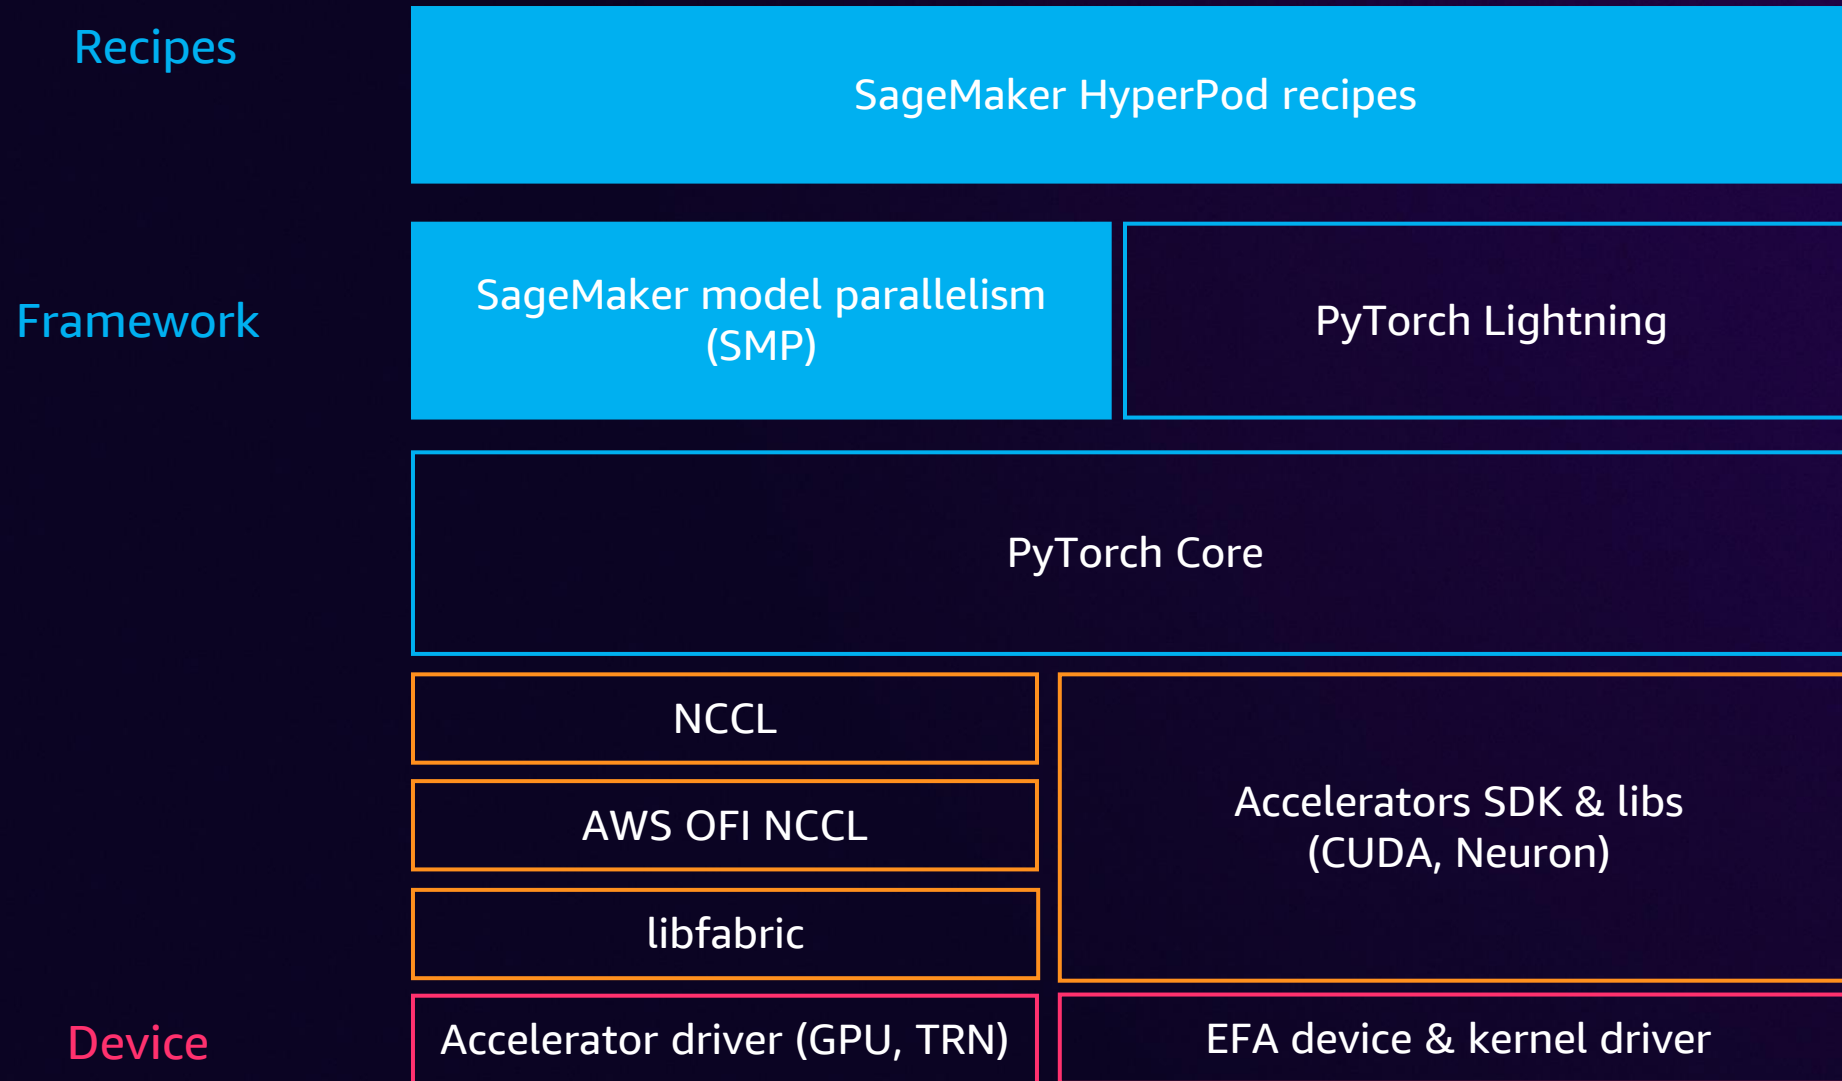 Recipes
SageMaker HyperPod recipes
Framework
SageMaker model parallelism
(SMP)
PyTorch Lightning
PyTorch Core
NCCL
AWS OFI NCCL
libfabric
Accelerators SDK & libs
(CUDA, Neuron)
Device
Accelerator driver (GPU, TRN)
EFA device & kernel driver